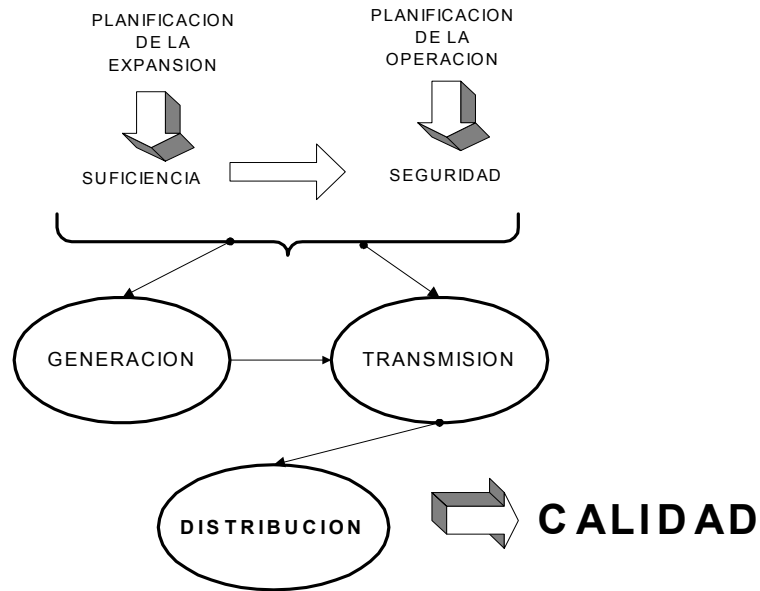 PLANIFICACION
DE LA
EXPANSION
PLANIFICACION
DE LA
OPERACION
SUFICIENCIA
SEGURIDAD
GENERACION
TRANSMISION
DISTRIBUCION
CALIDAD